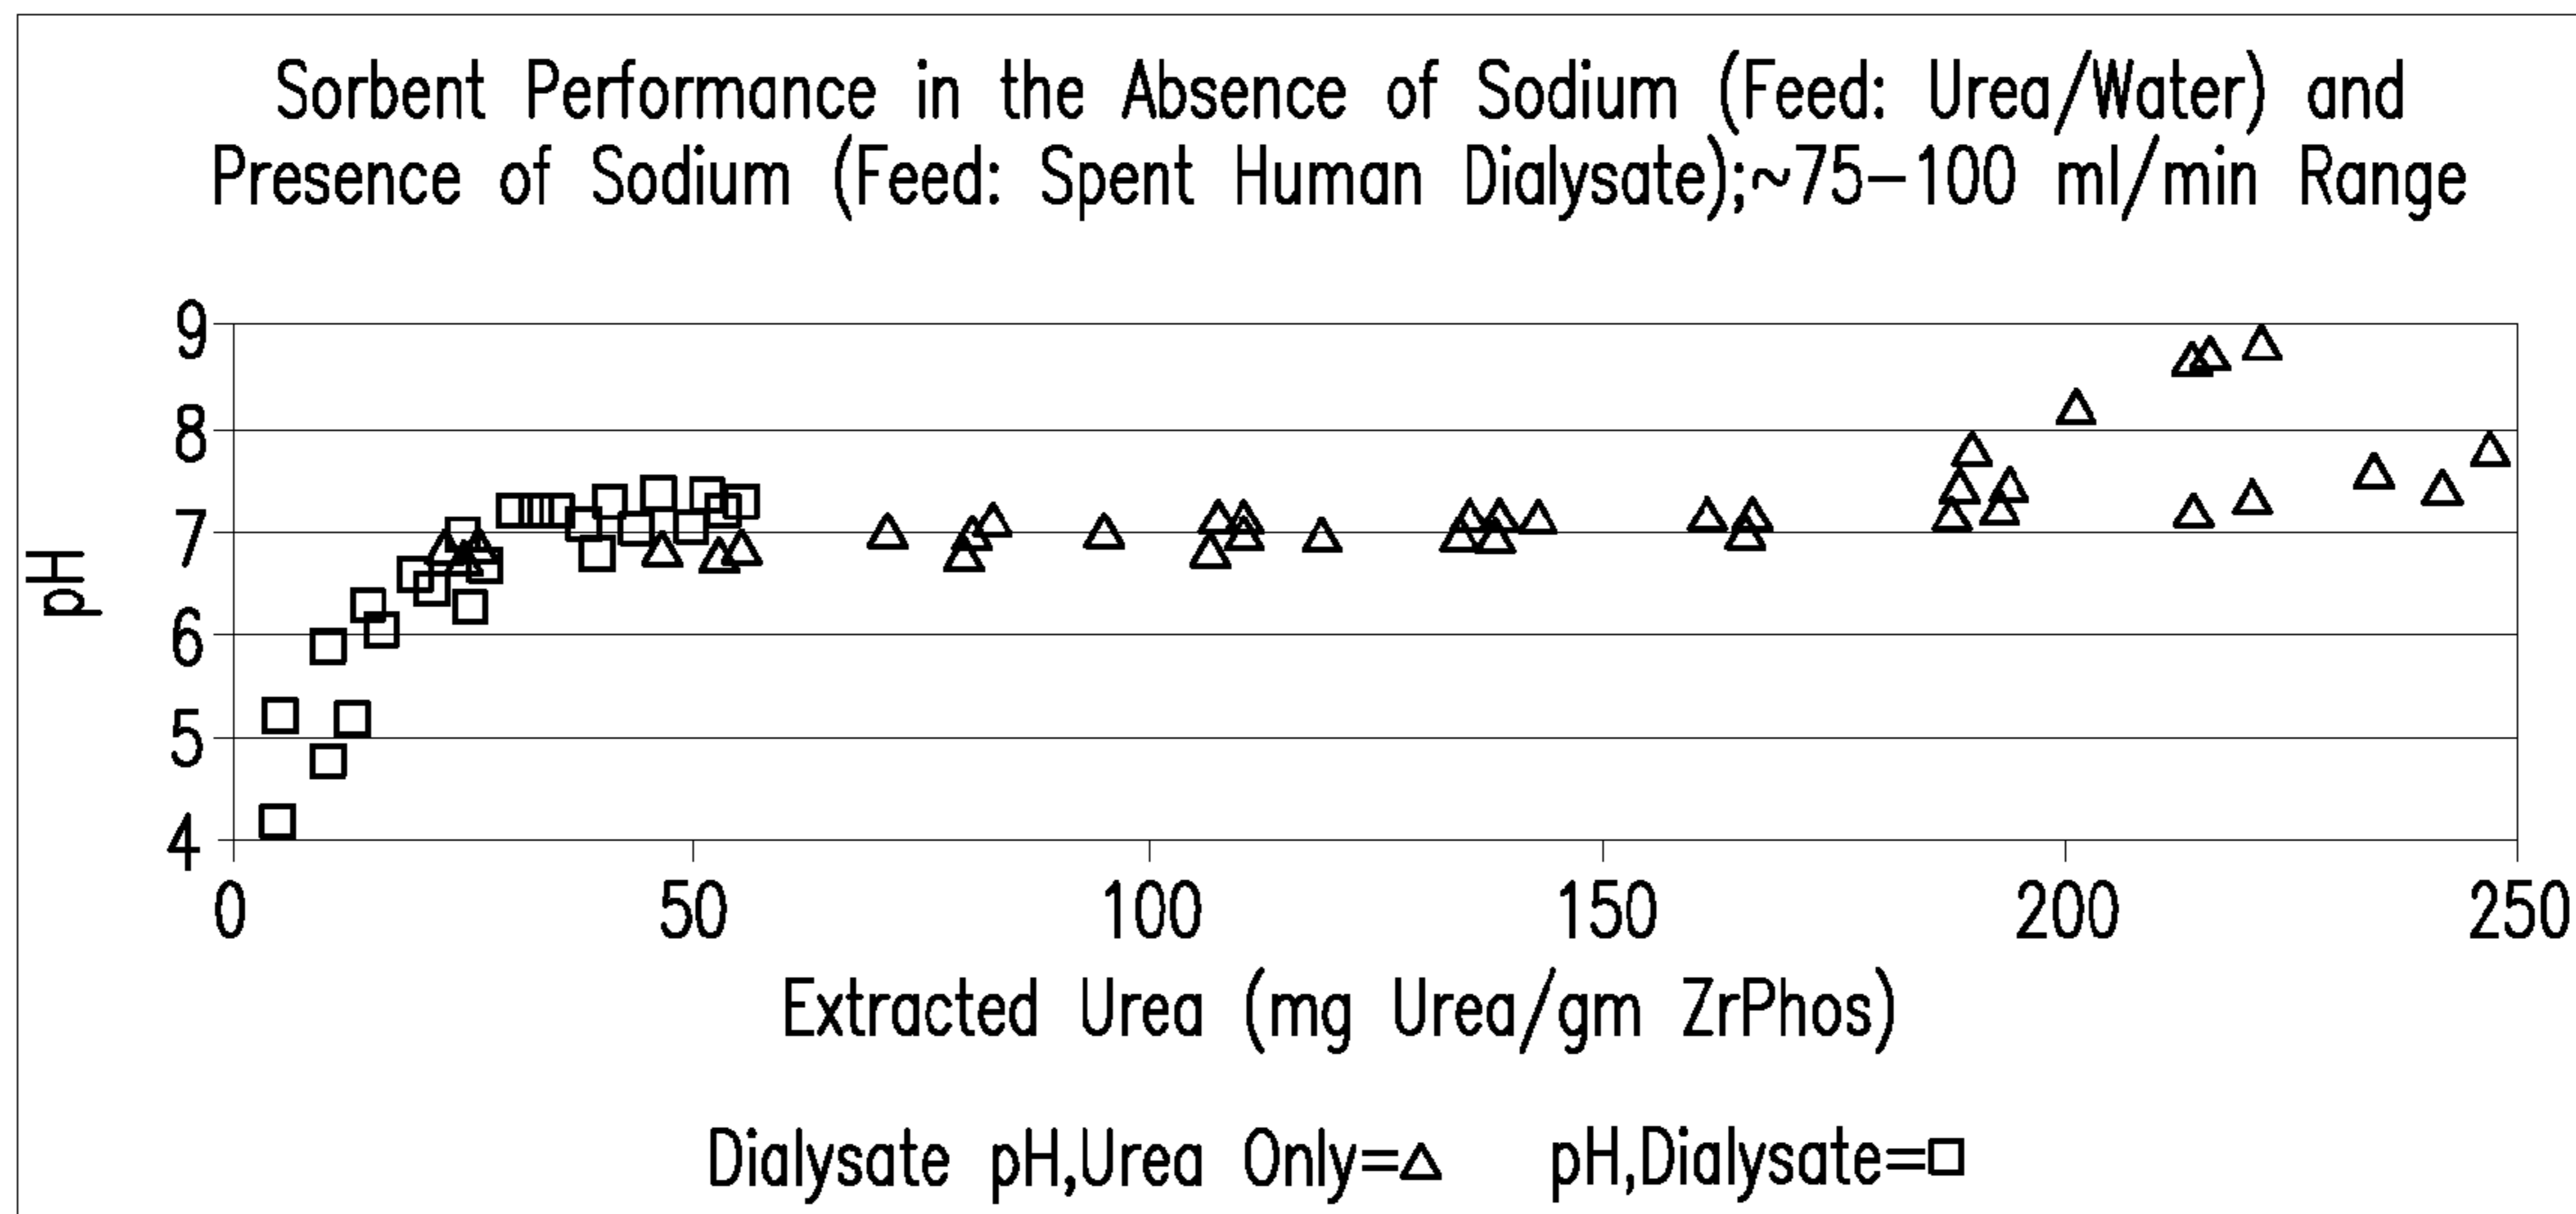 Sorbent Performance in the Absence of Sodium (Feed: Urea/Water) and
Presence of Sodium (Feed: Spent Human Dialysate);~75-100 ml/min Range
9
8
7
6
5
4
pH
0 50 100 150 200 250
Extracted Urea (mg Urea/gm ZrPhos)
Dialysate pH,Urea Only=△ pH,Dialysate=□